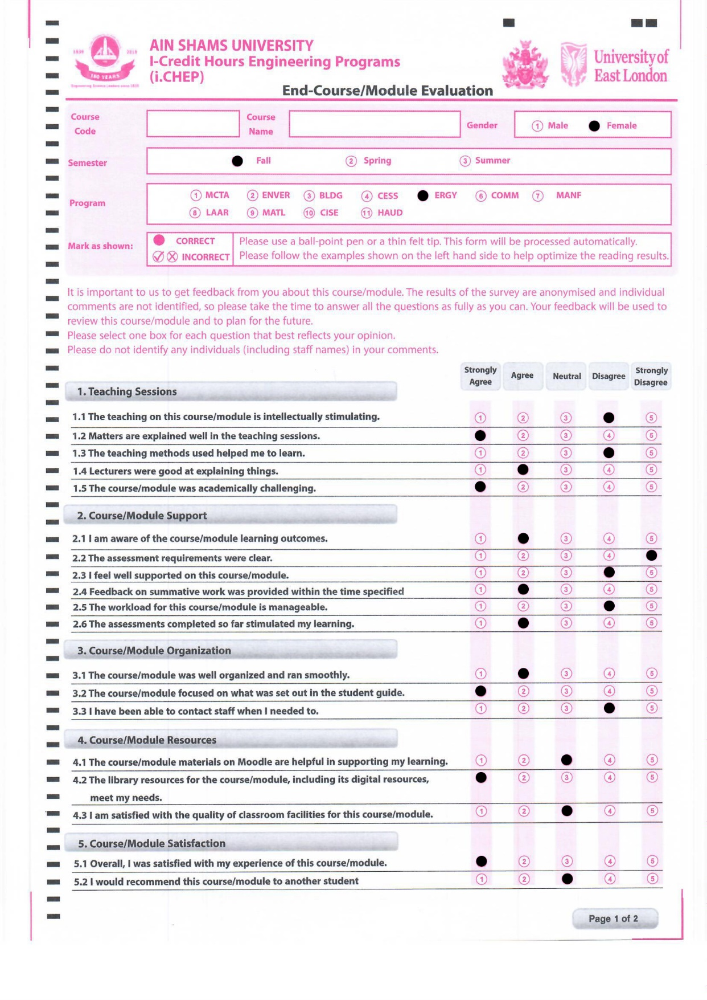 1839 2019
180 YEARS
Engineering Science Leaders since 1839
AIN SHAMS UNIVERSITY
I-Credit Hours Engineering Programs
(i.CHEP)
End-Course/Module Evaluation
University of
East London
Course Code
Course Name
Gender
1 Male Female
Semester
Fall 2 Spring 3 Summer
Program
1 MCTA 2 ENVER 3 BLDG 4 CESS ERGY 6 COMM 7 MANF
8 LAAR 9 MATL 10 CISE 11 HAUD
Mark as shown:
CORRECT
INCORRECT
Please use a ball-point pen or a thin felt tip. This form will be processed automatically.
Please follow the examples shown on the left hand side to help optimize the reading results.
It is important to us to get feedback from you about this course/module. The results of the survey are anonymised and individual
comments are not identified, so please take the time to answer all the questions as fully as you can. Your feedback will be used to
review this course/module and to plan for the future.
Please select one box for each question that best reflects your opinion.
Please do not identify any individuals (including staff names) in your comments.
Strongly Agree Agree Neutral Disagree Strongly Disagree
1. Teaching Sessions
1.1 The teaching on this course/module is intellectually stimulating. 1 2 3 5
1.2 Matters are explained well in the teaching sessions. 2 3 4 5
1.3 The teaching methods used helped me to learn. 1 2 3 5
1.4 Lecturers were good at explaining things. 1 3 4 5
1.5 The course/module was academically challenging. 2 3 4 5
2. Course/Module Support
2.1 I am aware of the course/module learning outcomes. 1 3 4 5
2.2 The assessment requirements were clear. 1 2 3 4
2.3 I feel well supported on this course/module. 1 2 3 5
2.4 Feedback on summative work was provided within the time specified 1 3 4 5
2.5 The workload for this course/module is manageable. 1 2 3 5
2.6 The assessments completed so far stimulated my learning. 1 3 4 5
3. Course/Module Organization
3.1 The course/module was well organized and ran smoothly. 1 3 4 5
3.2 The course/module focused on what was set out in the student guide. 2 3 4 5
3.3 I have been able to contact staff when I needed to. 1 2 3 5
4. Course/Module Resources
4.1 The course/module materials on Moodle are helpful in supporting my learning. 1 2 4 5
4.2 The library resources for the course/module, including its digital resources, 2 3 4 5
meet my needs.
4.3 I am satisfied with the quality of classroom facilities for this course/module. 1 2 4 5
5. Course/Module Satisfaction
5.1 Overall, I was satisfied with my experience of this course/module. 2 3 4 5
5.2 I would recommend this course/module to another student 1 2 4 5
Page 1 of 2